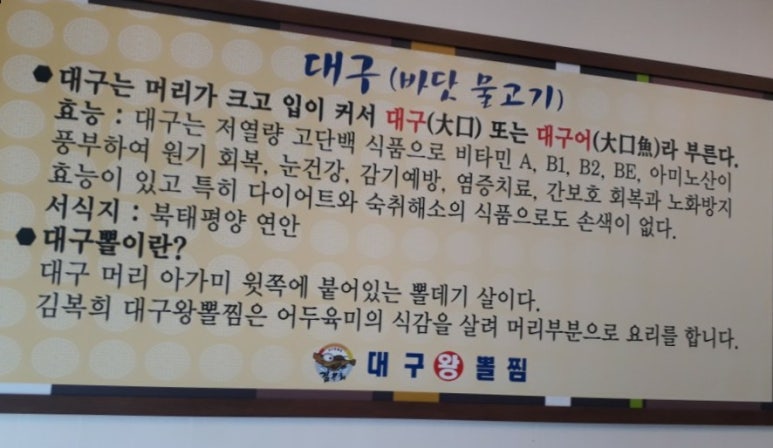 대구 (바닷 물고기)
● 대구는 머리가 크고 입이 커서 대구(大口) 또는 대구어(大口魚)라 부른다.
효능 : 대구는 저열량 고단백 식품으로 비타민 A, B1, B2, BE, 아미노산이
풍부하여 원기 회복, 눈건강, 감기예방, 염증치료, 간보호 회복과 노화방지
효능이 있고 특히 다이어트와 숙취해소의 식품으로도 손색이 없다.
서식지 : 북태평양 연안
● 대구뽈이란?
대구 머리 아가미 윗쪽에 붙어있는 뽈데기 살이다.
김복희 대구왕뽈찜은 어두육미의 식감을 살려 머리부분으로 요리를 합니다.
대구왕뽈찜